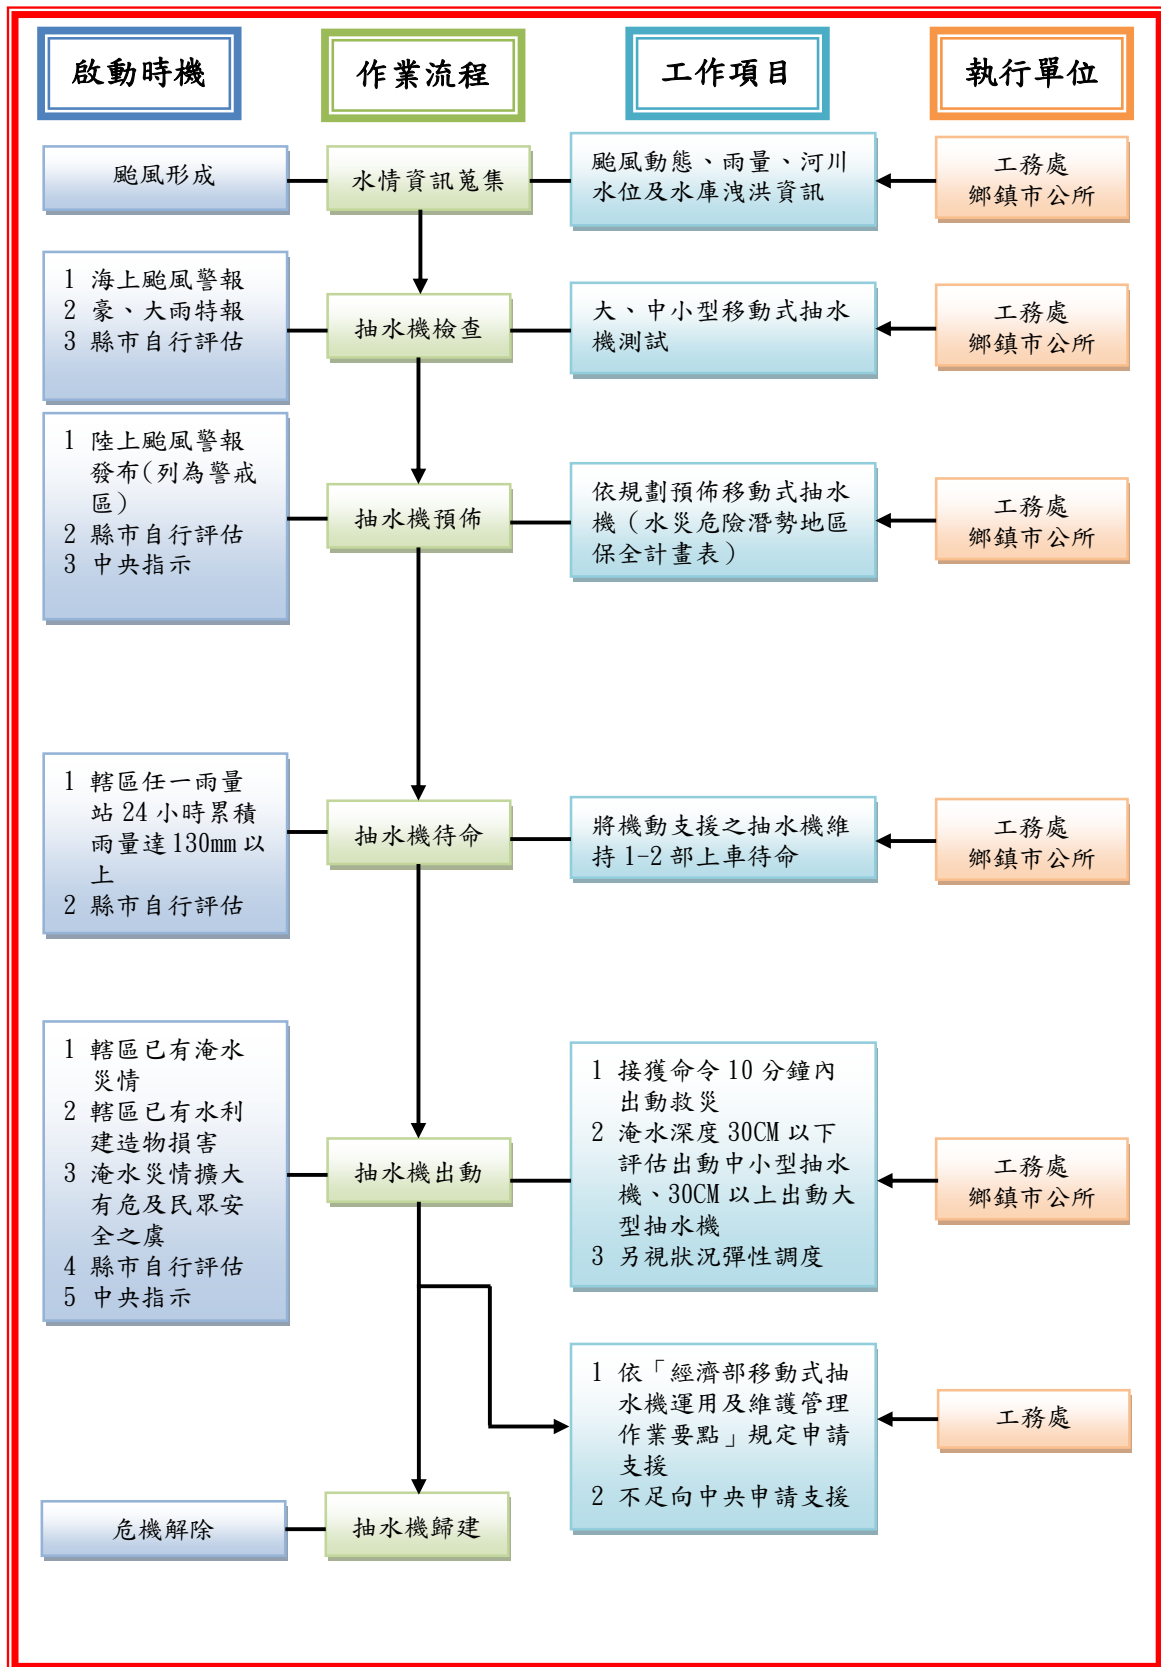 啟動時機
作業流程
工作項目
執行單位
颱風形成
水情資訊蒐集
颱風動態、雨量、河川
水位及水庫洩洪資訊
工務處
鄉鎮市公所
1 海上颱風警報
2 豪、大雨特報
3 縣市自行評估
抽水機檢查
大、中小型移動式抽水
機測試
工務處
鄉鎮市公所
1 陸上颱風警報
發布(列為警戒
區)
2 縣市自行評估
3 中央指示
抽水機預佈
依規劃預佈移動式抽水
機（水災危險潛勢地區
保全計畫表）
工務處
鄉鎮市公所
1 轄區任一雨量
站 24 小時累積
雨量達 130mm 以
上
2 縣市自行評估
抽水機待命
將機動支援之抽水機維
持 1-2 部上車待命
工務處
鄉鎮市公所
1 轄區已有淹水
災情
2 轄區已有水利
建造物損害
3 淹水災情擴大
有危及民眾安
全之虞
4 縣市自行評估
5 中央指示
抽水機出動
1 接獲命令 10 分鐘內
出動救災
2 淹水深度 30CM 以下
評估出動中小型抽水
機、30CM 以上出動大
型抽水機
3 另視狀況彈性調度
工務處
鄉鎮市公所
1 依「經濟部移動式抽
水機運用及維護管理
作業要點」規定申請
支援
2 不足向中央申請支援
工務處
危機解除
抽水機歸建